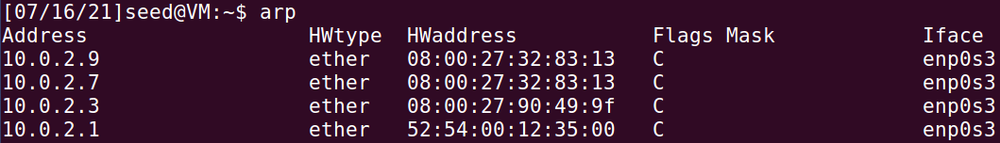 [07/16/21]seed@VM:~$ arp
Address                  HWtype  HWaddress           Flags Mask            Iface
10.0.2.9                 ether   08:00:27:32:83:13   C                     enp0s3
10.0.2.7                 ether   08:00:27:32:83:13   C                     enp0s3
10.0.2.3                 ether   08:00:27:90:49:9f   C                     enp0s3
10.0.2.1                 ether   52:54:00:12:35:00   C                     enp0s3